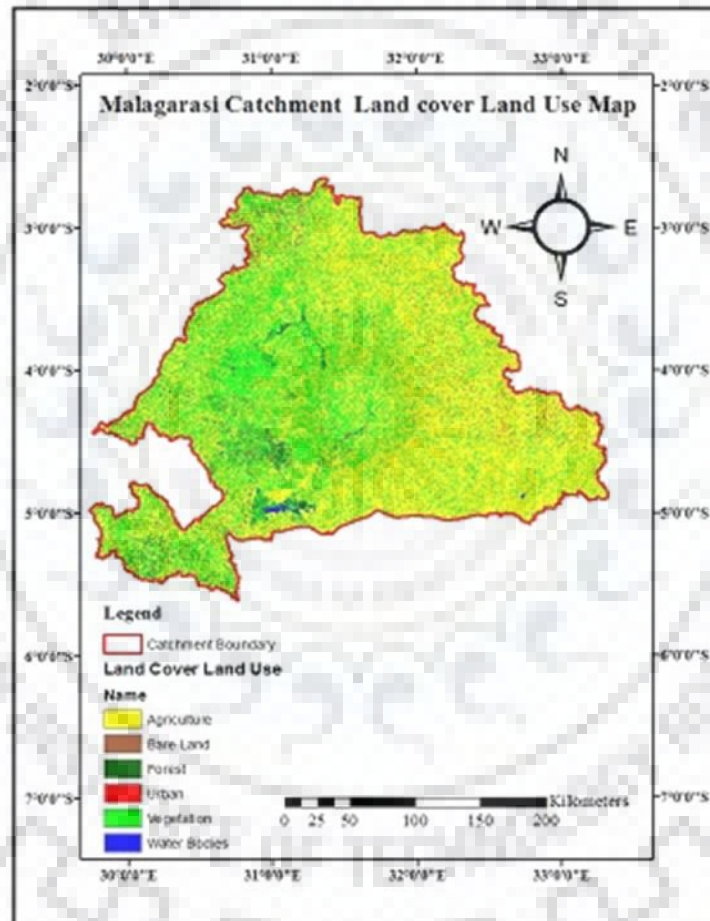 30°0'0"E 31°0'0"E 32°0'0"E 33°0'0"E
2°0'0"S 2°0'0"S
Malagarasi Catchment Land cover Land Use Map
N
3°0'0"S W E 3°0'0"S
S
4°0'0"S 4°0'0"S
5°0'0"S 5°0'0"S
Legend
Catchment Boundary
6°0'0"S 6°0'0"S
Land Cover Land Use
Name
Agriculture
Bare Land
Forest
Urban
7°0'0"S Kilometers 7°0'0"S
Vegetation
0 25 50 100 150 200
Water Bodies
30°0'0"E 31°0'0"E 32°0'0"E 33°0'0"E